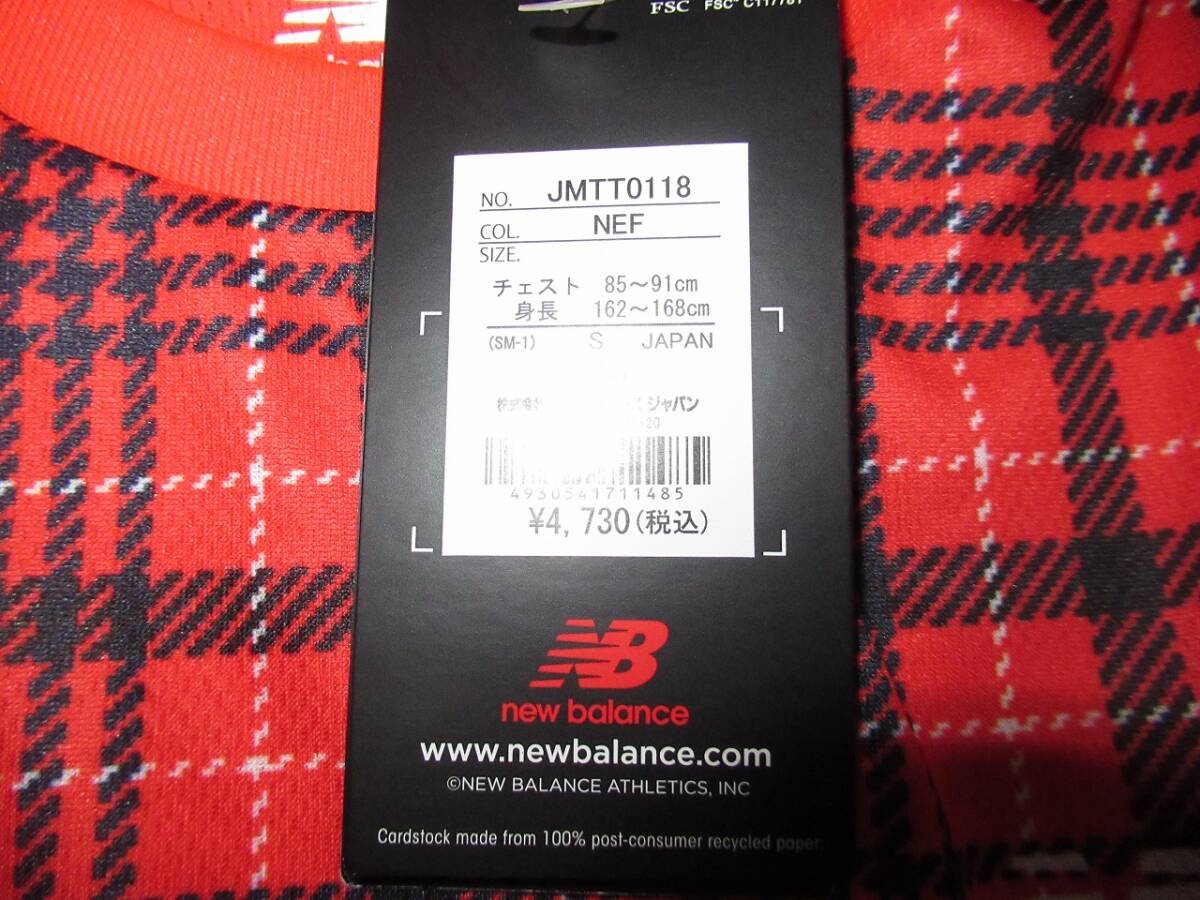 FSC
NO. JMTT0118
COL. NEF
SIZE.
チェスト 85～91cm
身長 162～168cm
(SM-1) S JAPAN
ジャパン
4930541711485
¥4,730(税込)
NB
new balance
www.newbalance.com
©NEW BALANCE ATHLETICS, INC
Cardstock made from 100% post-consumer recycled paper